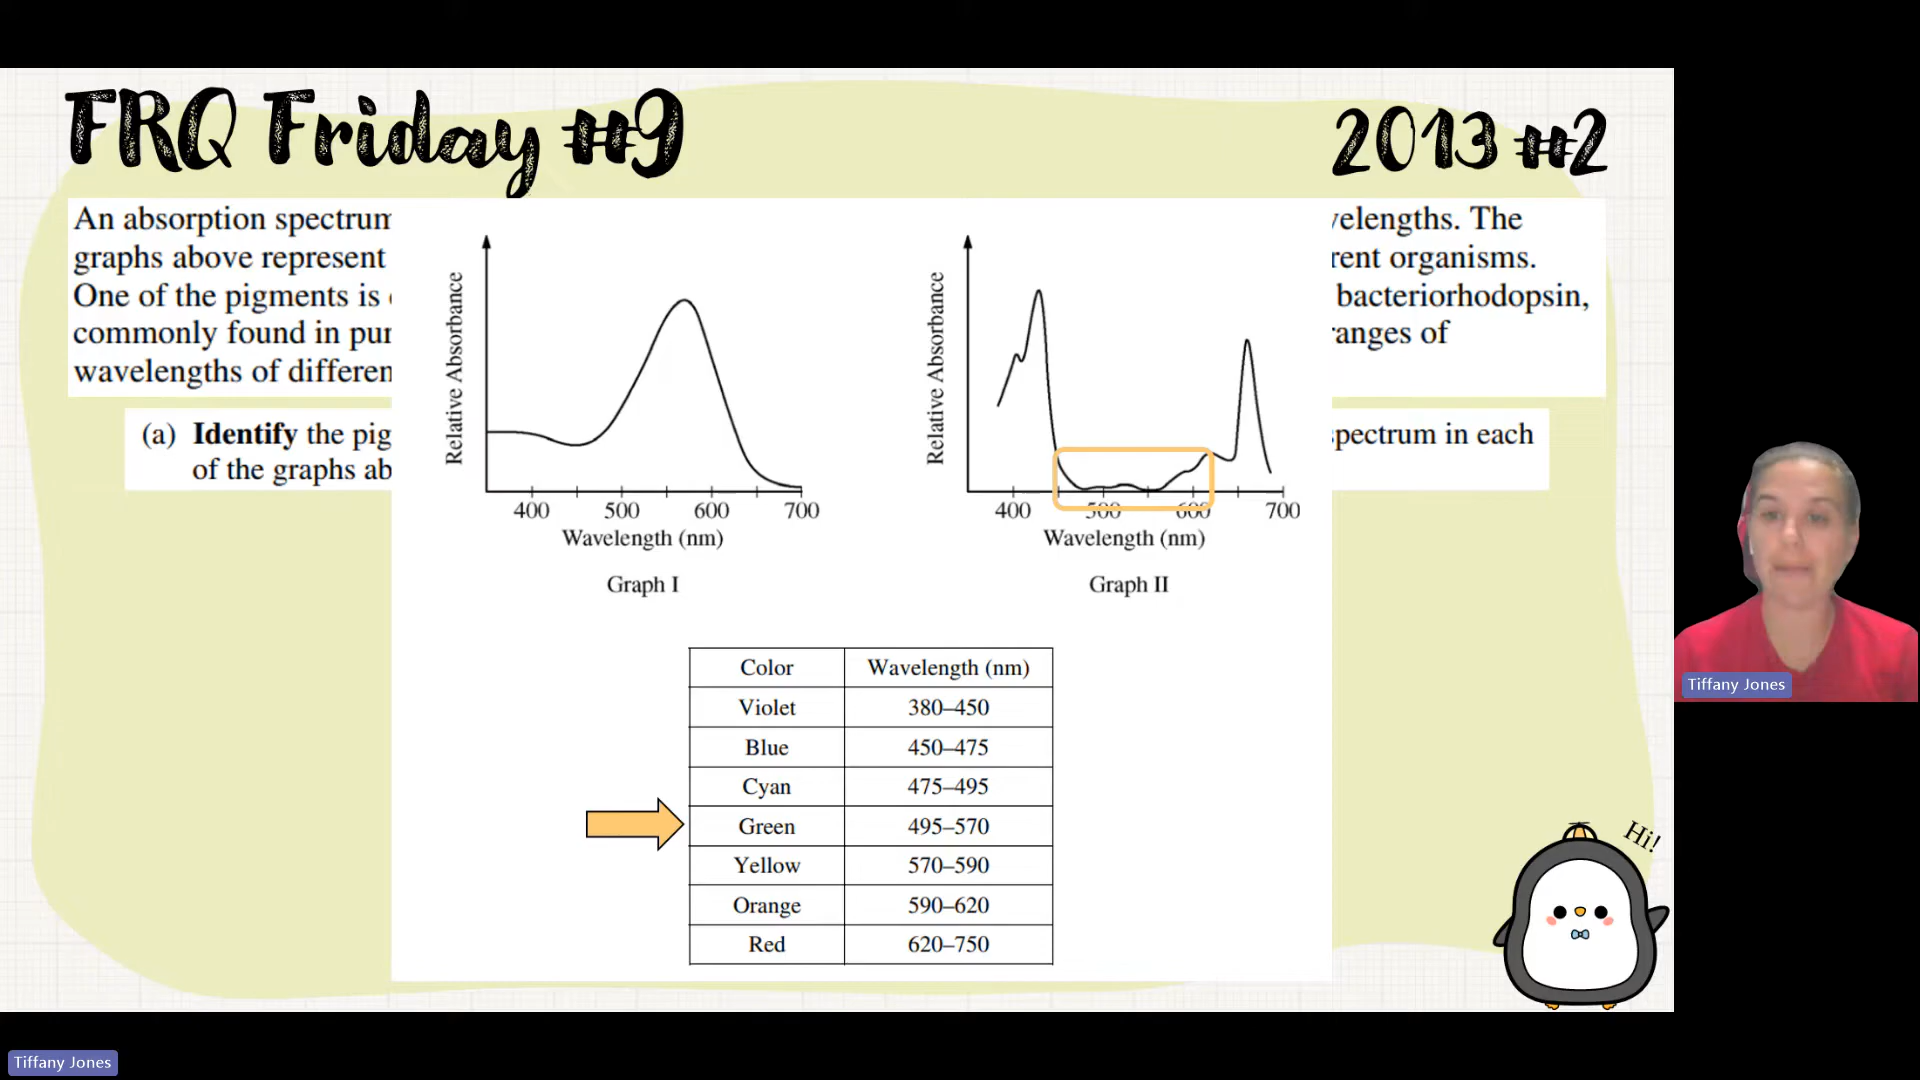 FRQ Friday #9
2013 #2
An absorption spectrum
velengths. The
graphs above represent
rent organisms.
One of the pigments is
bacteriorhodopsin,
commonly found in pur
ranges of
wavelengths of differen
(a) Identify the pig
spectrum in each
of the graphs ab
Relative Absorbance
400 500 600 700
Wavelength (nm)
Graph I
Relative Absorbance
400 500 600 700
Wavelength (nm)
Graph II
Color Wavelength (nm)
Violet 380–450
Blue 450–475
Cyan 475–495
Green 495–570
Yellow 570–590
Orange 590–620
Red 620–750
Hi!
Tiffany Jones
Tiffany Jones